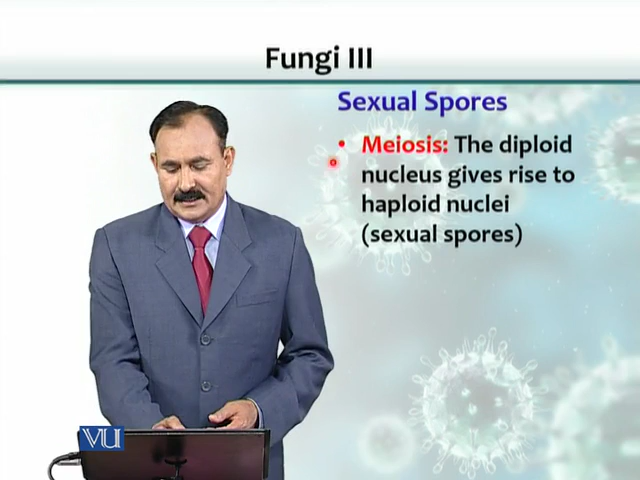 Fungi III
Sexual Spores
• Meiosis: The diploid
nucleus gives rise to
haploid nuclei
(sexual spores)
VU